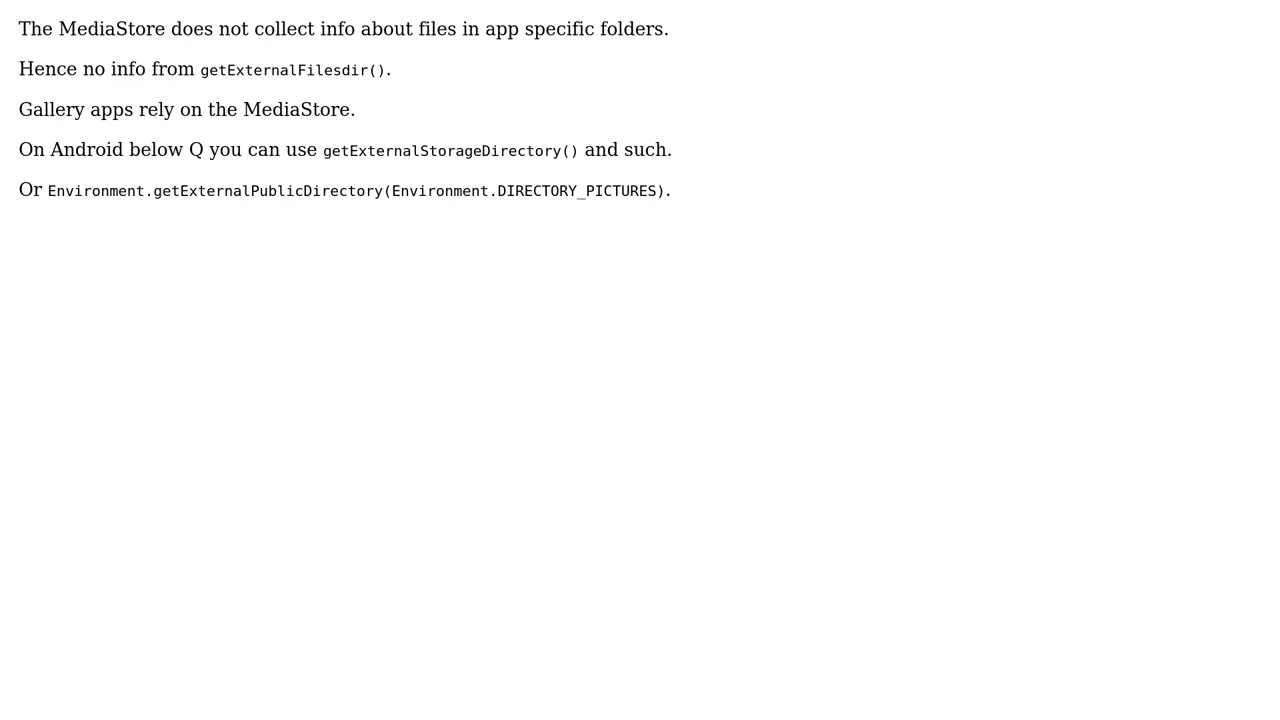 The MediaStore does not collect info about files in app specific folders.
Hence no info from getExternalFilesdir().
Gallery apps rely on the MediaStore.
On Android below Q you can use getExternalStorageDirectory() and such.
Or Environment.getExternalPublicDirectory(Environment.DIRECTORY_PICTURES).